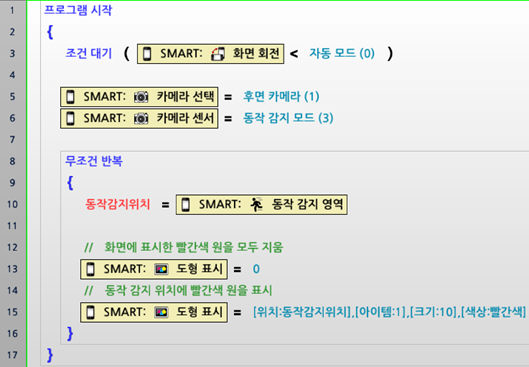 1 프로그램 시작
2 {
3 조건 대기 ( SMART: 화면 회전 < 자동 모드 (0) )
4
5 SMART: 카메라 선택 = 후면 카메라 (1)
6 SMART: 카메라 센서 = 동작 감지 모드 (3)
7
8 무조건 반복
9 {
10 동작감지위치 = SMART: 동작 감지 영역
11
12 // 화면에 표시한 빨간색 원을 모두 지움
13 SMART: 도형 표시 = 0
14 // 동작 감지 위치에 빨간색 원을 표시
15 SMART: 도형 표시 = [위치:동작감지위치],[아이템:1],[크기:10],[색상:빨간색]
16 }
17 }